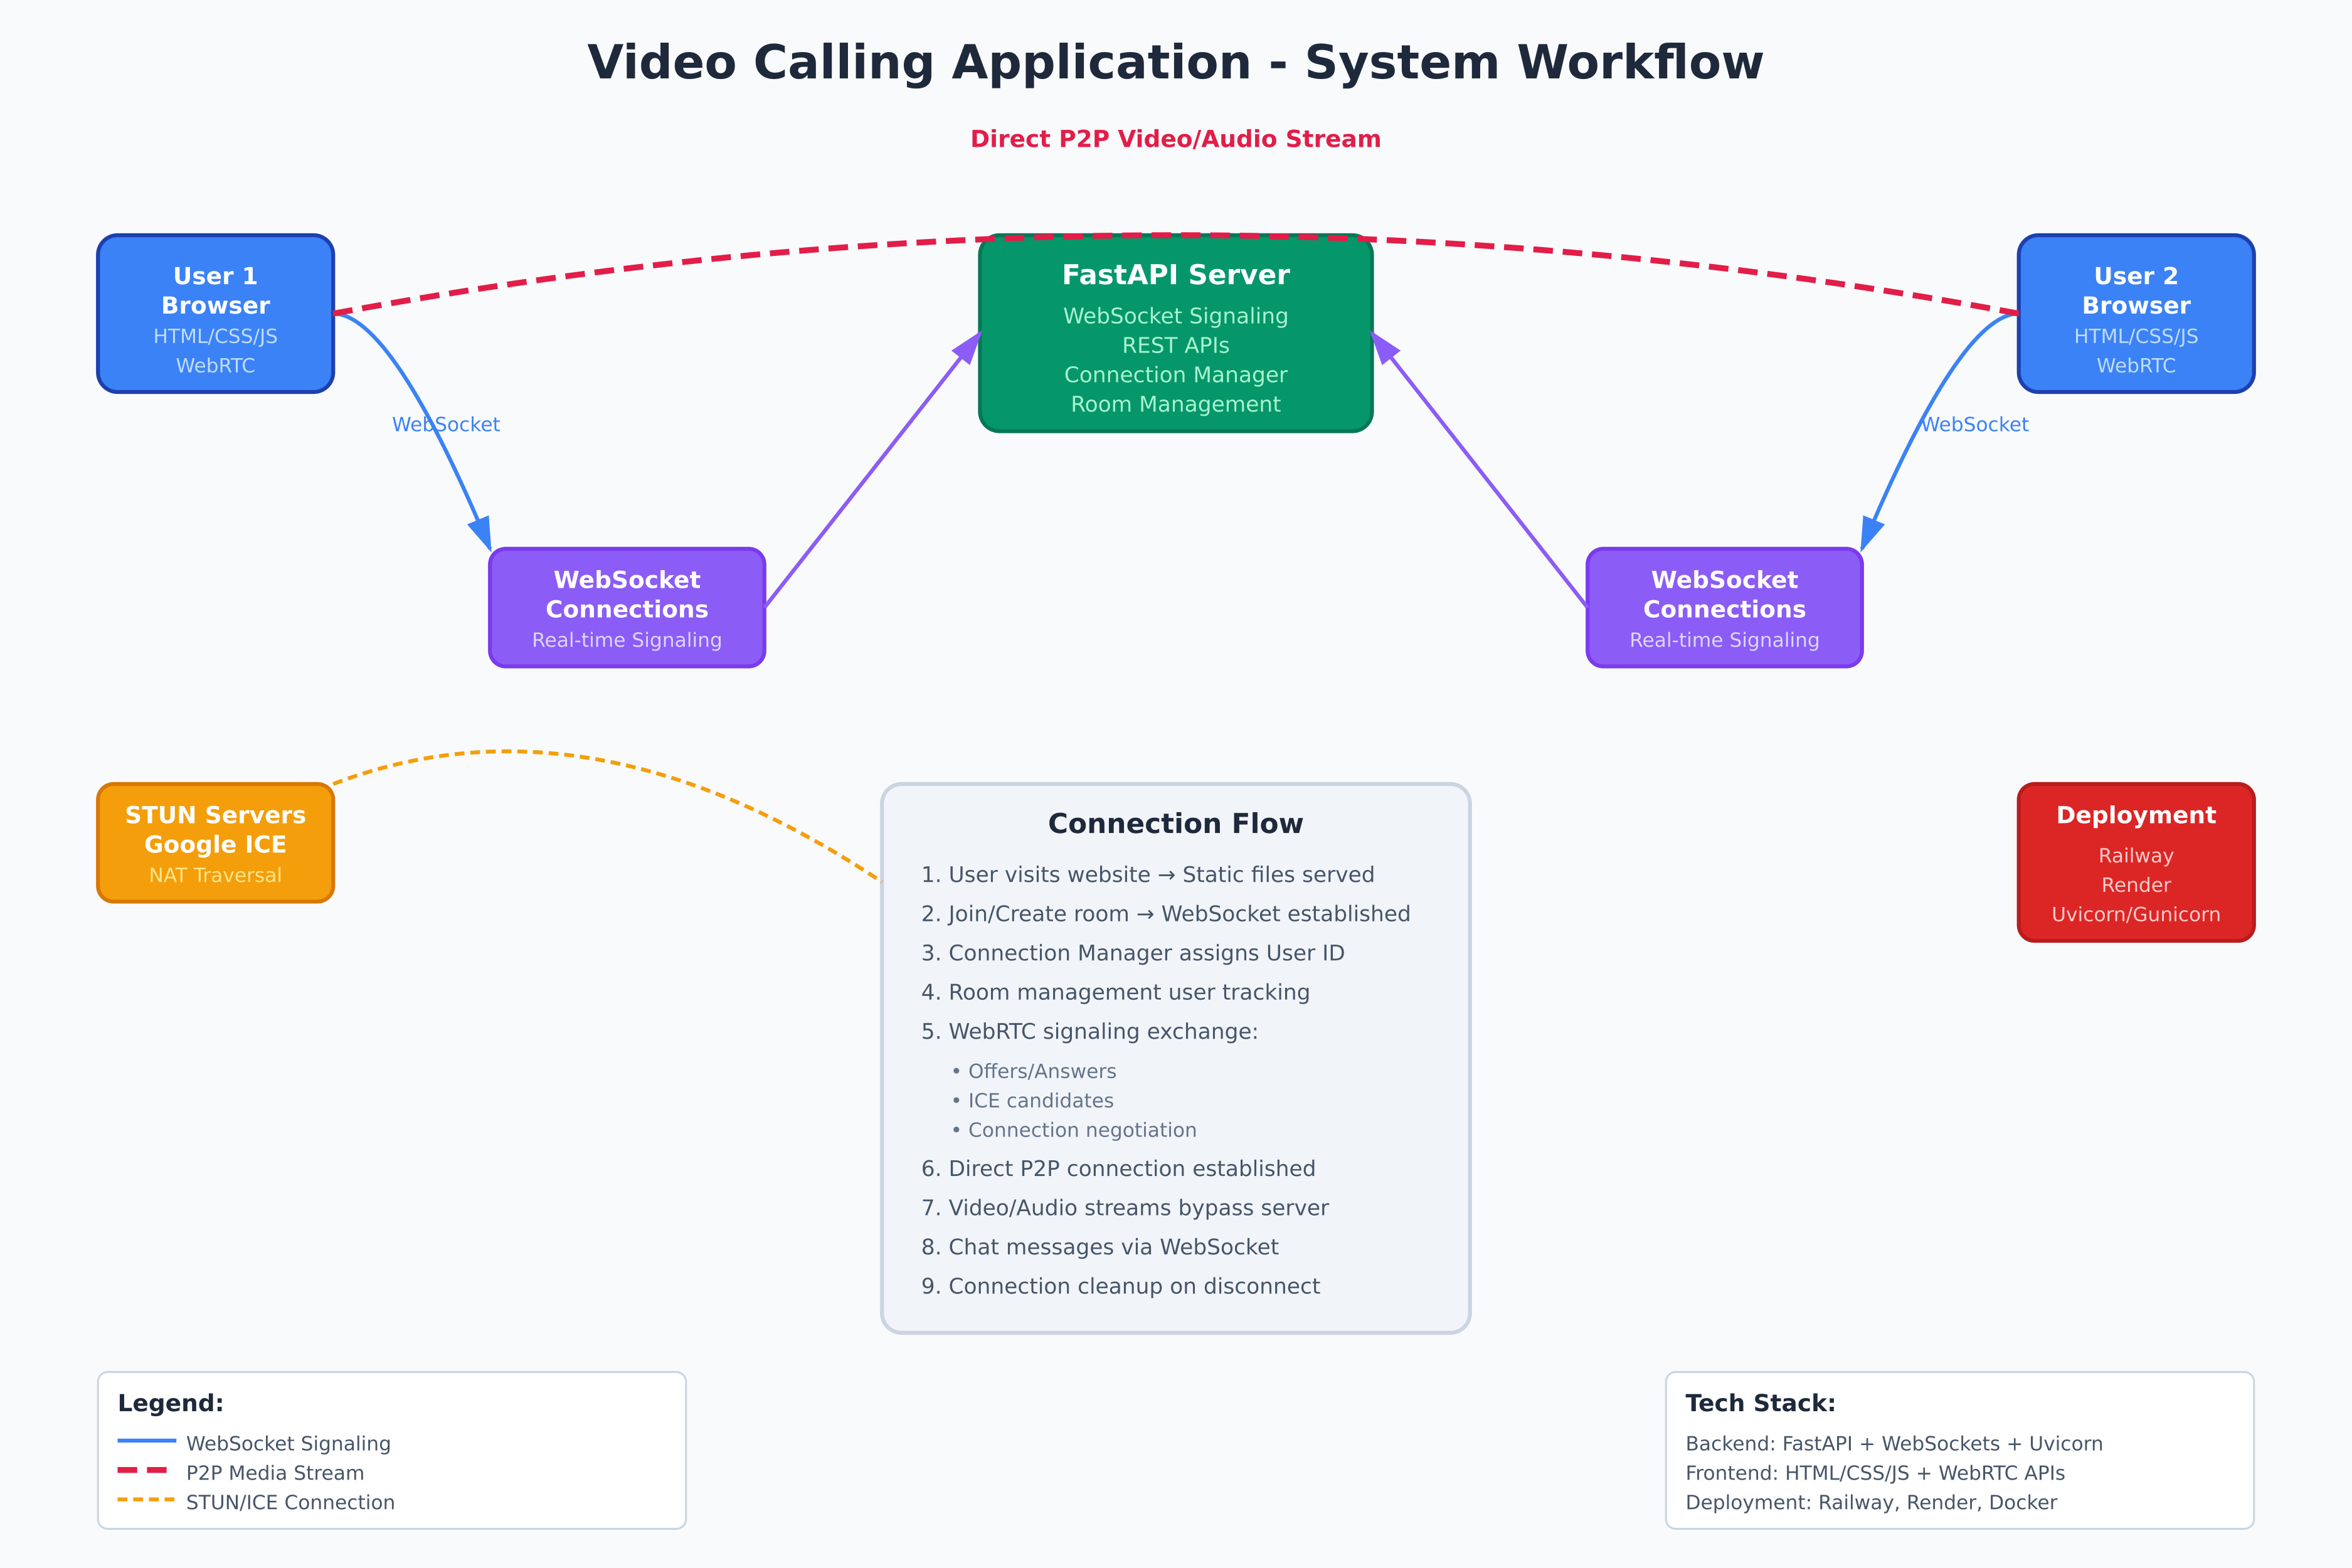 Video Calling Application - System Workflow
Direct P2P Video/Audio Stream
User 1
Browser
HTML/CSS/JS
WebRTC
FastAPI Server
WebSocket Signaling
REST APIs
Connection Manager
Room Management
User 2
Browser
HTML/CSS/JS
WebRTC
WebSocket
WebSocket
WebSocket
Connections
Real-time Signaling
WebSocket
Connections
Real-time Signaling
STUN Servers
Google ICE
NAT Traversal
Connection Flow
1. User visits website → Static files served
2. Join/Create room → WebSocket established
3. Connection Manager assigns User ID
4. Room management user tracking
5. WebRTC signaling exchange:
• Offers/Answers
• ICE candidates
• Connection negotiation
6. Direct P2P connection established
7. Video/Audio streams bypass server
8. Chat messages via WebSocket
9. Connection cleanup on disconnect
Deployment
Railway
Render
Uvicorn/Gunicorn
Legend:
WebSocket Signaling
P2P Media Stream
STUN/ICE Connection
Tech Stack:
Backend: FastAPI + WebSockets + Uvicorn
Frontend: HTML/CSS/JS + WebRTC APIs
Deployment: Railway, Render, Docker